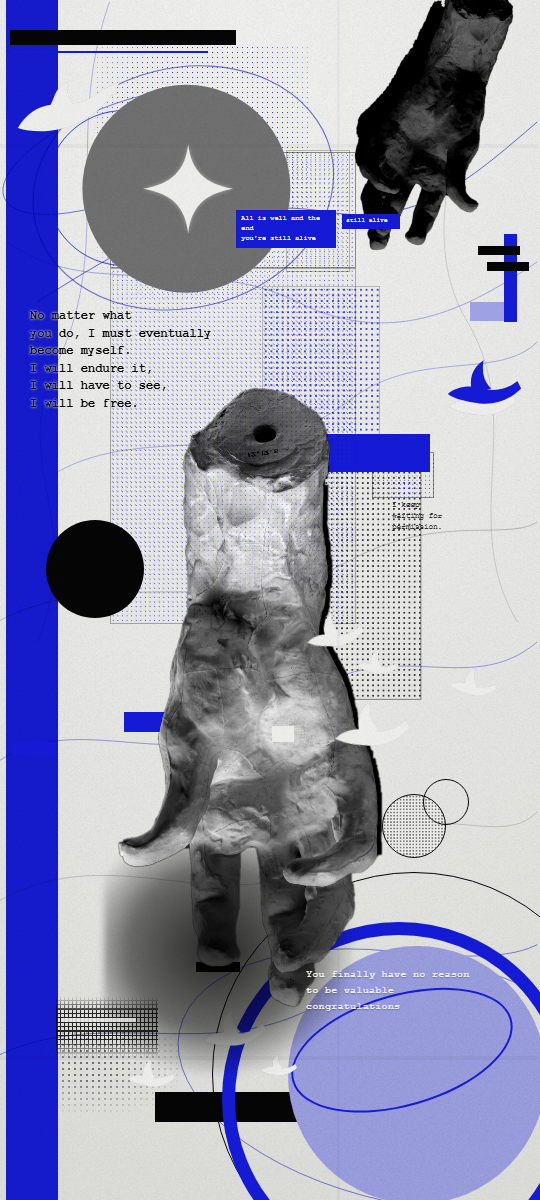 All is well and the
end
you're still alive
still alive
No matter what
you do, I must eventually
become myself.
I will endure it,
I will have to see,
I will be free.
I keep
waiting for
permission.
You finally have no reason
to be valuable
congratulations